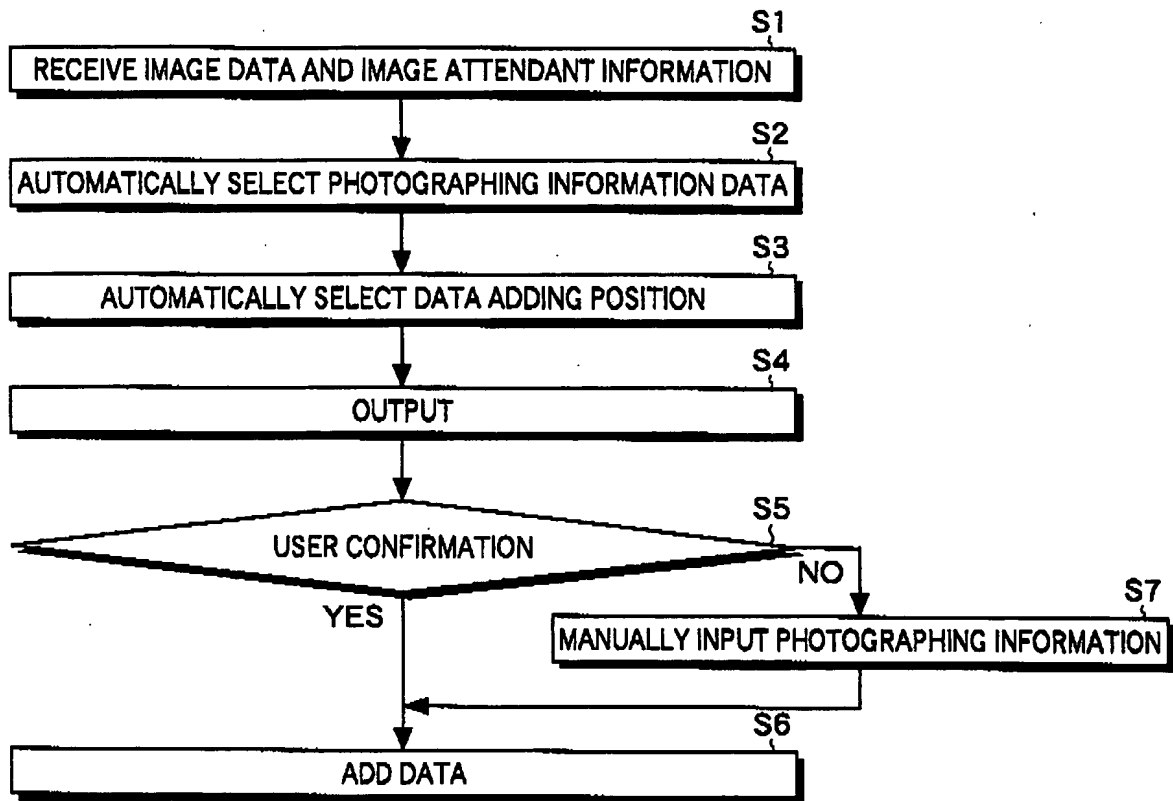 S1
RECEIVE IMAGE DATA AND IMAGE ATTENDANT INFORMATION
S2
AUTOMATICALLY SELECT PHOTOGRAPHING INFORMATION DATA
S3
AUTOMATICALLY SELECT DATA ADDING POSITION
S4
OUTPUT
S5
USER CONFIRMATION
NO
YES
S7
MANUALLY INPUT PHOTOGRAPHING INFORMATION
S6
ADD DATA